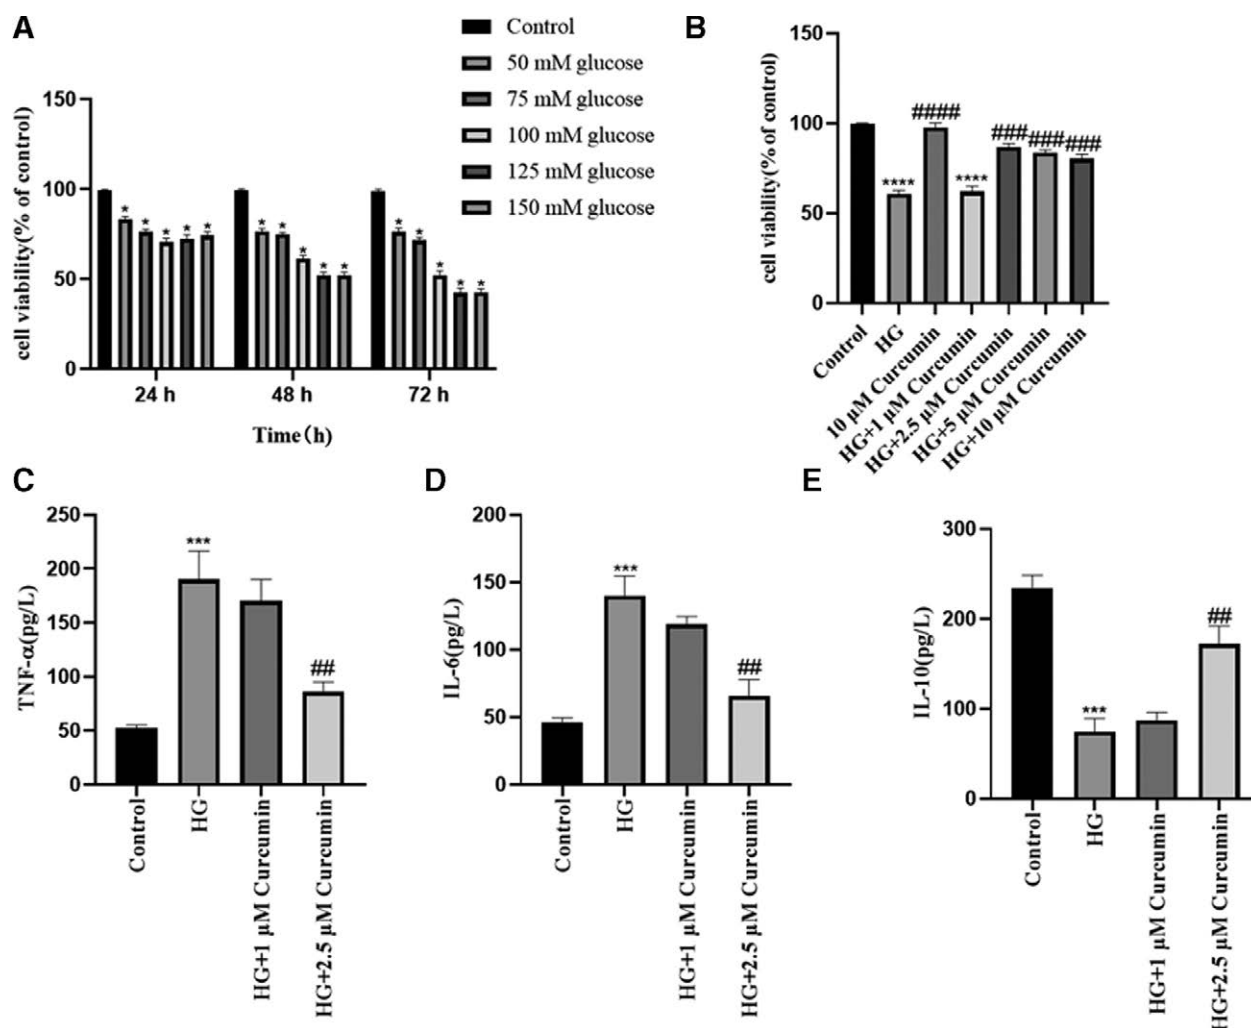 A
Control
50 mM glucose
75 mM glucose
100 mM glucose
125 mM glucose
150 mM glucose
cell viability(% of control)
150
100
50
0
* * * * *
* * * * *
* * * * *
24 h
48 h
72 h
Time(h)
B
cell viability(% of control)
150
100
50
0
****
####
****
###
###
###
Control
HG
10 μM Curcumin
HG+1 μM Curcumin
HG+2.5 μM Curcumin
HG+5 μM Curcumin
HG+10 μM Curcumin
C
TNF-α(pg/L)
250
200
150
100
50
0
***
##
Control
HG
HG+1 μM Curcumin
HG+2.5 μM Curcumin
D
IL-6(pg/L)
200
150
100
50
0
***
##
Control
HG
HG+1 μM Curcumin
HG+2.5 μM Curcumin
E
IL-10(pg/L)
300
200
100
0
***
##
Control
HG
HG+1 μM Curcumin
HG+2.5 μM Curcumin